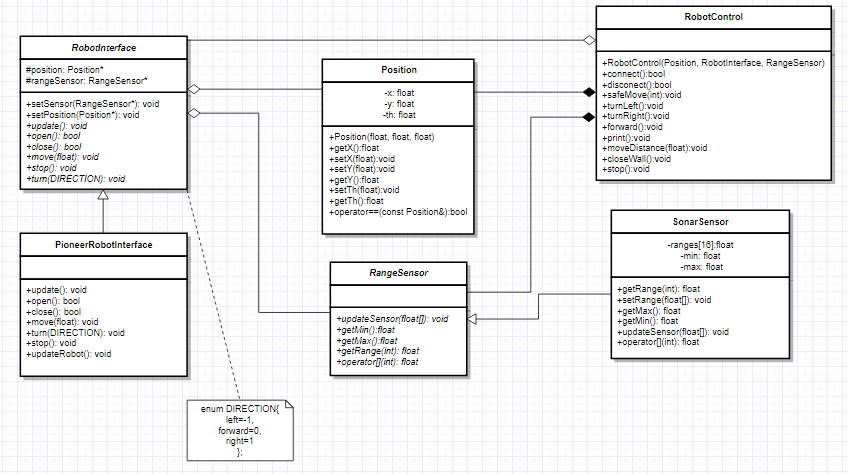 RobotInterface
#position: Position*
#rangeSensor: RangeSensor*
+setSensor(RangeSensor*): void
+setPosition(Position*): void
+update(): void
+open(): bool
+close(): bool
+move(float): void
+stop(): void
+turn(DIRECTION): void
Position
-x: float
-y: float
-th: float
+Position(float, float, float)
+getX():float
+setX(float):void
+setY(float):void
+getY():float
+setTh(float):void
+getTh():float
+operator==(const Position&):bool
RobotControl
+RobotControl(Position, RobotInterface, RangeSensor)
+connect():bool
+disconect():bool
+safeMove(int):void
+turnLeft():void
+turnRight():void
+forward():void
+print():void
+moveDistance(float):void
+closeWall():void
+stop():void
PioneerRobotInterface
+update(): void
+open(): bool
+close(): bool
+move(float): void
+turn(DIRECTION): void
+stop(): void
+updateRobot(): void
RangeSensor
+updateSensor(float[]): void
+getMin():float
+getMax():float
+getRange(int): float
+operator[](int): float
SonarSensor
-ranges[16]:float
-min: float
-max: float
+getRange(int): float
+setRange(float[]): void
+getMax(): float
+getMin(): float
+updateSensor(float[]): void
+operator[](int): float
enum DIRECTION{
left=-1,
forward=0,
right=1
};